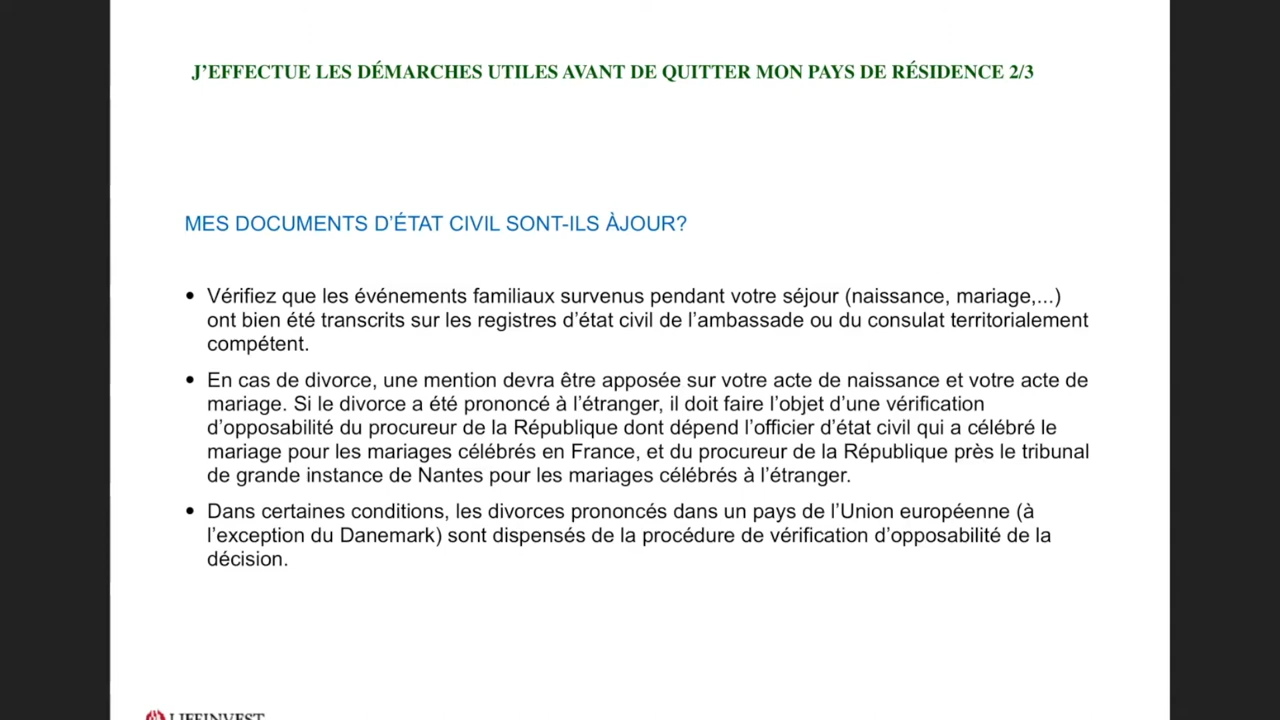 J’EFFECTUE LES DÉMARCHES UTILES AVANT DE QUITTER MON PAYS DE RÉSIDENCE 2/3
MES DOCUMENTS D’ÉTAT CIVIL SONT-ILS ÀJOUR?
• Vérifiez que les événements familiaux survenus pendant votre séjour (naissance, mariage,...)
ont bien été transcrits sur les registres d’état civil de l’ambassade ou du consulat territorialement
compétent.
• En cas de divorce, une mention devra être apposée sur votre acte de naissance et votre acte de
mariage. Si le divorce a été prononcé à l’étranger, il doit faire l’objet d’une vérification
d’opposabilité du procureur de la République dont dépend l’officier d’état civil qui a célébré le
mariage pour les mariages célébrés en France, et du procureur de la République près le tribunal
de grande instance de Nantes pour les mariages célébrés à l’étranger.
• Dans certaines conditions, les divorces prononcés dans un pays de l’Union européenne (à
l’exception du Danemark) sont dispensés de la procédure de vérification d’opposabilité de la
décision.
LIFEINVEST